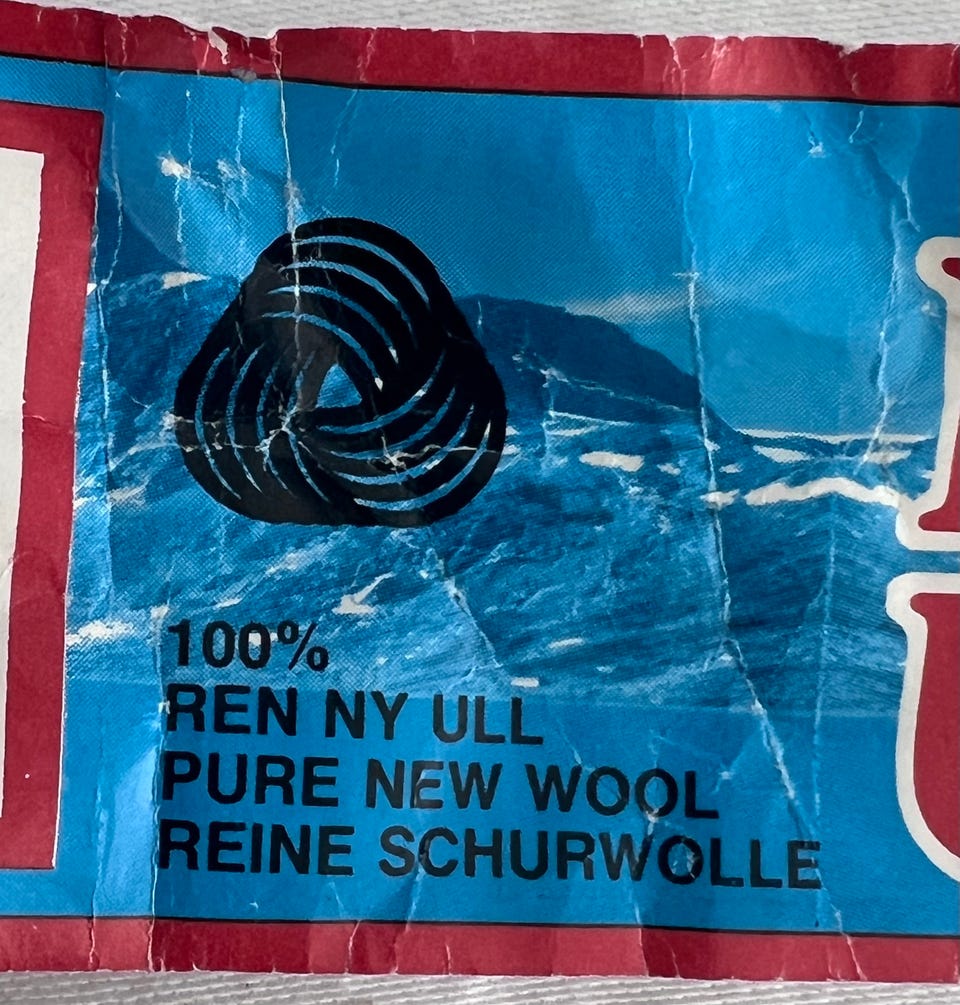 100%
REN NY ULL
PURE NEW WOOL
REINE SCHURWOLLE